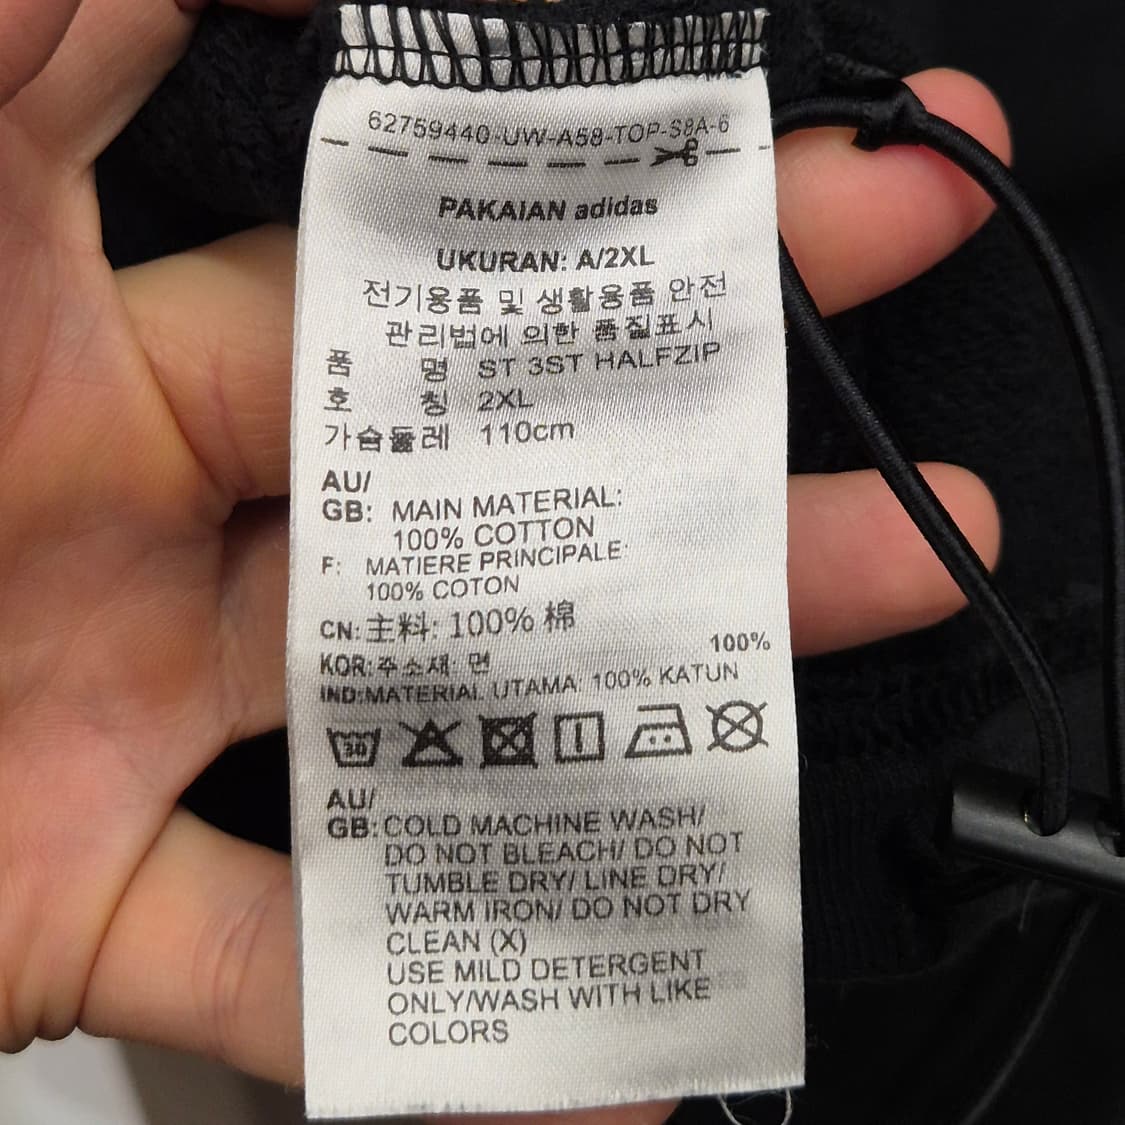 62759440-UW-A58-TOP-S8A-6
PAKAIAN adidas
UKURAN: A/2XL
전기용품 및 생활용품 안전
관리법에 의한 품질표시
품 명 ST 3ST HALFZIP
호 칭 2XL
가슴둘레 110cm
AU/
GB: MAIN MATERIAL:
100% COTTON
F: MATIERE PRINCIPALE:
100% COTON
CN: 主料: 100% 棉
100%
KOR: 주소재: 면
IND:MATERIAL UTAMA: 100% KATUN
30
AU/
GB: COLD MACHINE WASH/
DO NOT BLEACH/ DO NOT
TUMBLE DRY/ LINE DRY/
WARM IRON/ DO NOT DRY
CLEAN (X)
USE MILD DETERGENT
ONLY/WASH WITH LIKE
COLORS